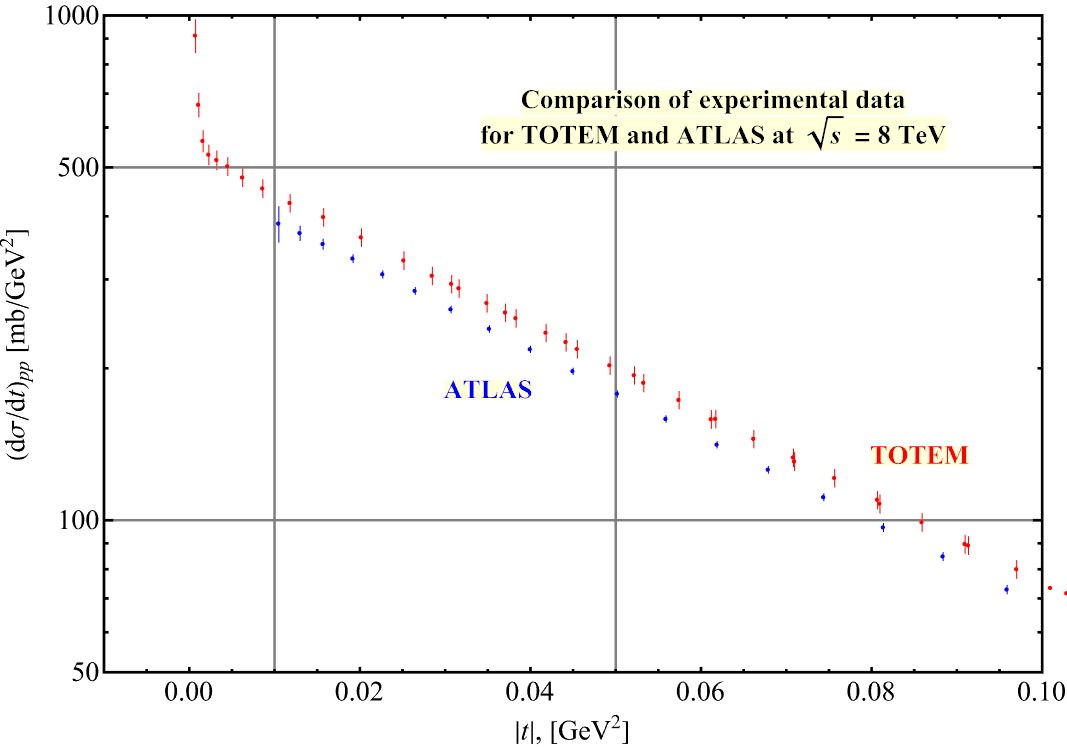 1000
Comparison of experimental data
for TOTEM and ATLAS at √s = 8 TeV
500
(dσ/dt)pp [mb/GeV²]
ATLAS
TOTEM
100
50
0.00 0.02 0.04 0.06 0.08 0.10
|t|, [GeV²]